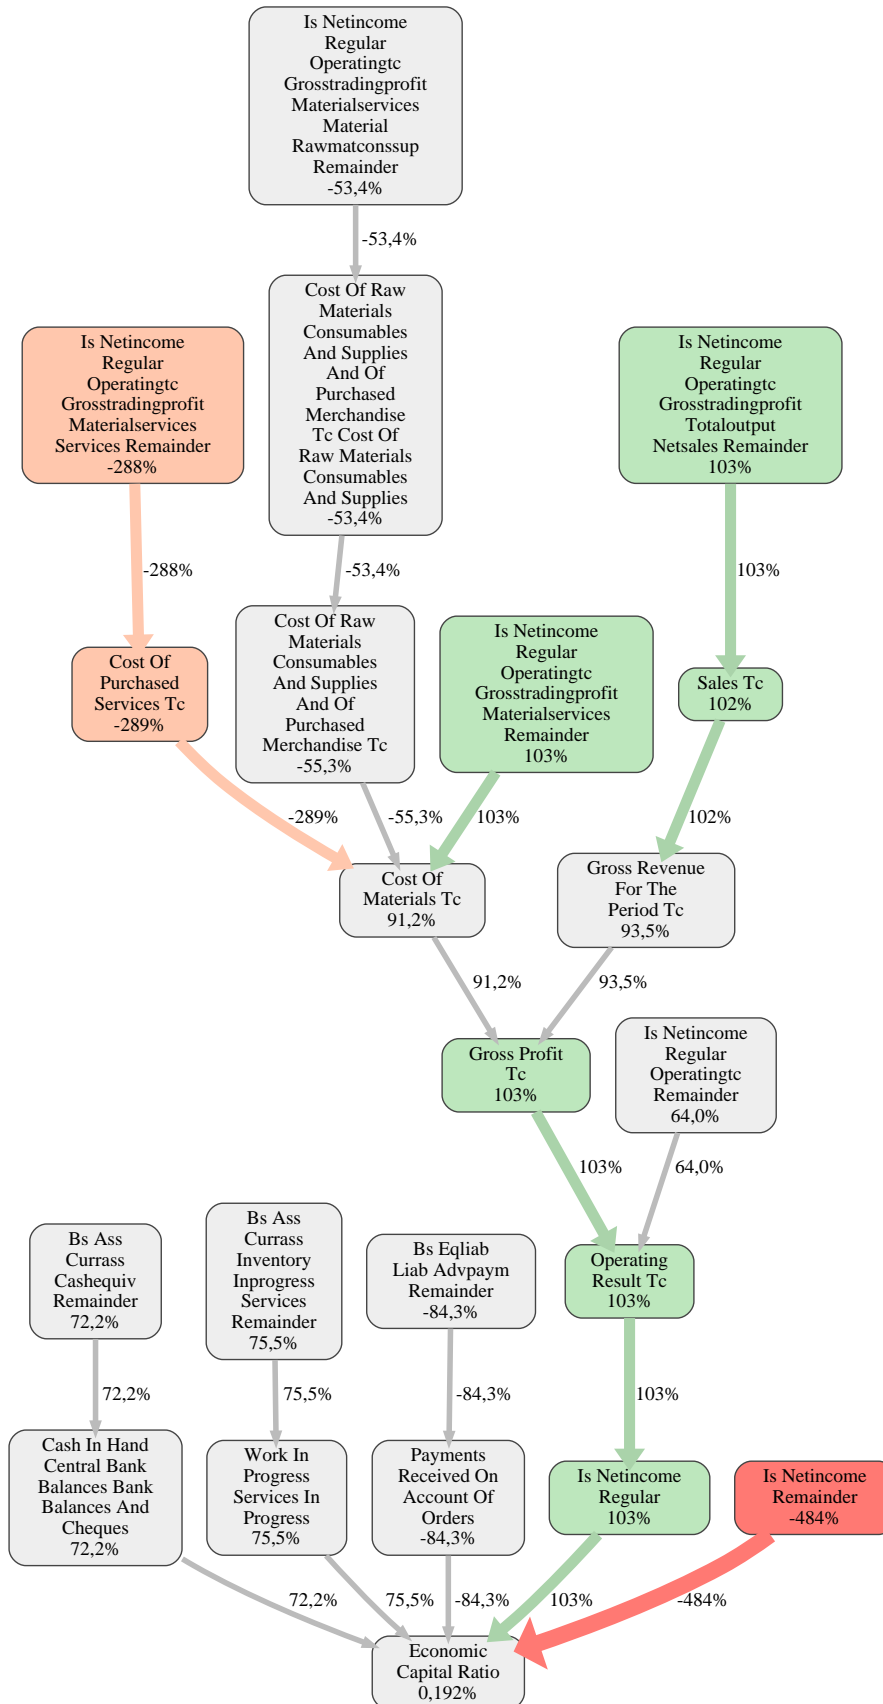 Is Netincome
Regular
Operatingtc
Grosstradingprofit
Materialservices
Material
Rawmatconssup
Remainder
-53,4%
-53,4%
Cost Of Raw
Materials
Consumables
And Supplies
And Of
Purchased
Merchandise
Tc Cost Of
Raw Materials
Consumables
And Supplies
-53,4%
Is Netincome
Regular
Operatingtc
Grosstradingprofit
Materialservices
Services Remainder
-288%
Is Netincome
Regular
Operatingtc
Grosstradingprofit
Totaloutput
Netsales Remainder
103%
-288%
-53,4%
103%
Cost Of Raw
Materials
Consumables
And Supplies
And Of
Purchased
Merchandise Tc
-55,3%
Is Netincome
Regular
Operatingtc
Grosstradingprofit
Materialservices
Remainder
103%
Cost Of
Purchased
Services Tc
-289%
Sales Tc
102%
-289%
-55,3%
103%
102%
Cost Of
Materials Tc
91,2%
Gross Revenue
For The
Period Tc
93,5%
91,2%
93,5%
Gross Profit
Tc
103%
Is Netincome
Regular
Operatingtc
Remainder
64,0%
103%
64,0%
Bs Ass
Currass
Cashequiv
Remainder
72,2%
Bs Ass
Currass
Inventory
Inprogress
Services
Remainder
75,5%
Bs Eqliab
Liab Advpaym
Remainder
-84,3%
Operating
Result Tc
103%
72,2%
75,5%
-84,3%
103%
Cash In Hand
Central Bank
Balances Bank
Balances And
Cheques
72,2%
Work In
Progress
Services In
Progress
75,5%
Payments
Received On
Account Of
Orders
-84,3%
Is Netincome
Regular
103%
Is Netincome
Remainder
-484%
72,2%
75,5%
-84,3%
103%
-484%
Economic
Capital Ratio
0,192%